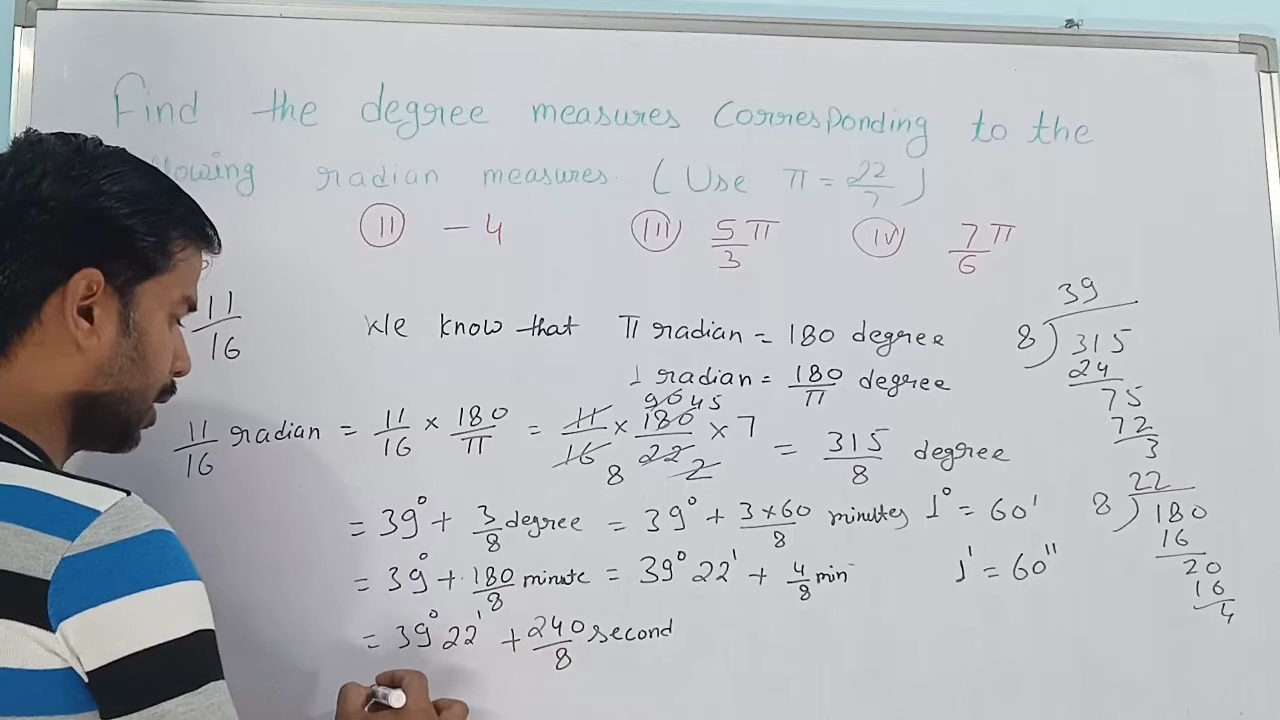 Find the degree measures Corresponding to the
radian measures. (Use π = 22/7)
(II) - 4 (III) 5π/3 (IV) 7π/6
11/16 We know that π radian = 180 degree
1 radian = 180/π degree
11/16 radian = 11/16 × 180/π = 11/16 × 180/22 × 7 = 315/8 degree
90 45
8 2
= 39° + 3/8 degree = 39° + 3×60/8 minutes 1° = 60'
= 39° + 180/8 minute = 39° 22' + 4/8 min 1' = 60"
= 39° 22' + 240/8 second
39
8) 315
24
75
72
3
22
8) 180
16
20
16
4